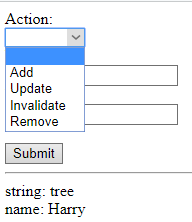 Action:
Add
Update
Invalidate
Remove
Submit
string: tree
name: Harry